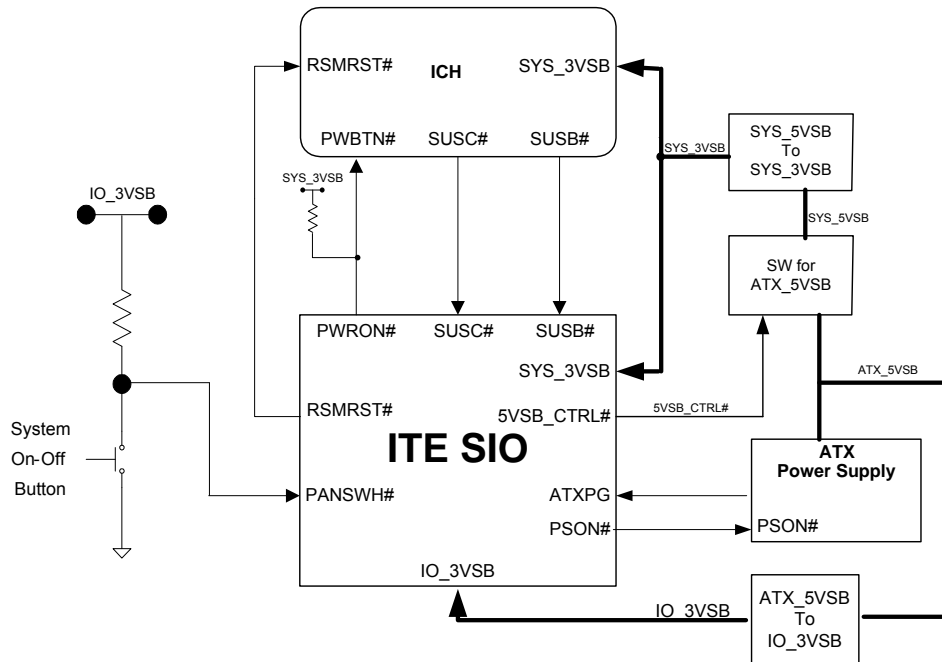 RSMRST#
ICH
SYS_3VSB
PWBTN#
SUSC#
SUSB#
SYS_3VSB
SYS_3VSB
SYS_5VSB
To
SYS_3VSB
IO_3VSB
SYS_5VSB
SW for
ATX_5VSB
PWRON#
SUSC#
SUSB#
SYS_3VSB
ATX_5VSB
RSMRST#
5VSB_CTRL#
5VSB_CTRL#
System
On-Off
Button
ITE SIO
ATX
Power Supply
PANSWH#
ATXPG
PSON#
PSON#
IO_3VSB
IO_3VSB
ATX_5VSB
To
IO_3VSB